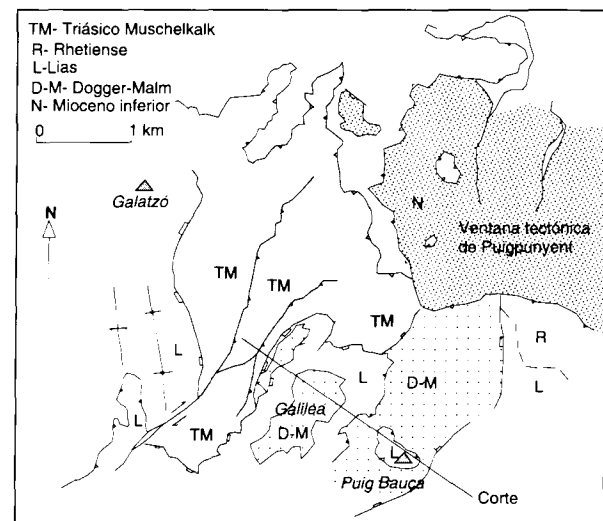 TM- Triásico Muschelkalk
R- Rhetiense
L-Lias
D-M- Dogger-Malm
N- Mioceno inferior
0 1 km
Galatzó
N
N
Ventana tectónica
de Puigpunyent
TM
TM
TM
R
L
L
L
D-M
L
Galilea
TM
D-M
L
Puig Bauça
Corte